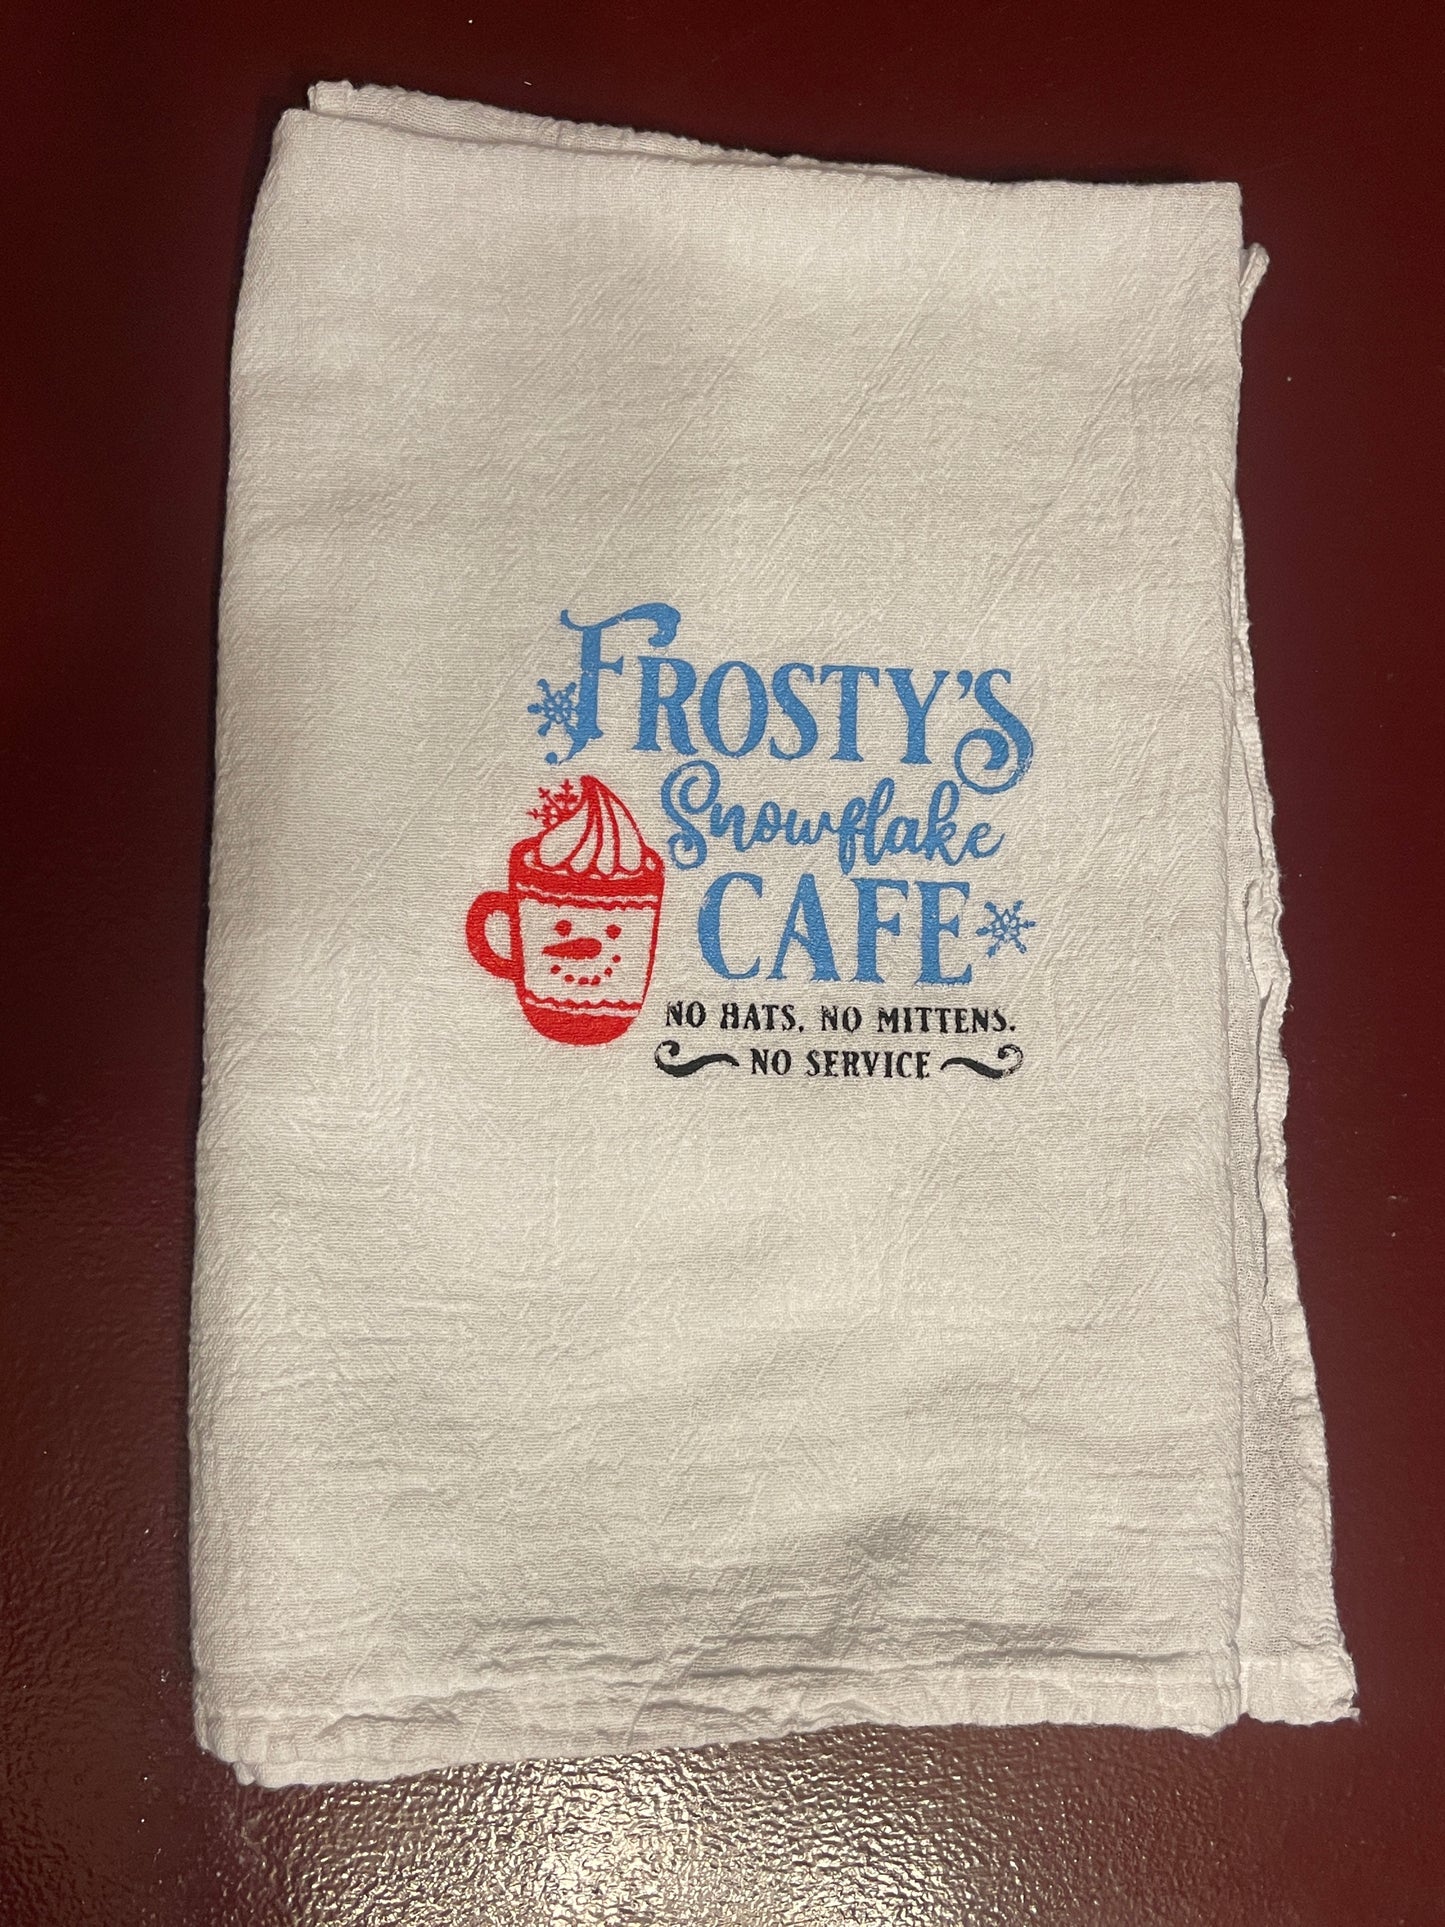 FROSTY'S
Snowflake
CAFE
NO HATS, NO MITTENS.
NO SERVICE